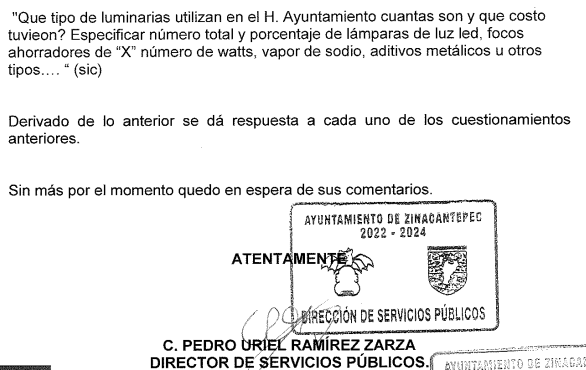 "Que tipo de luminarias utilizan en el H. Ayuntamiento cuantas son y que costo
tuvieon? Especificar número total y porcentaje de lámparas de luz led, focos
ahorradores de “X” número de watts, vapor de sodio, aditivos metálicos u otros
tipos.... “ (sic)
Derivado de lo anterior se dá respuesta a cada uno de los cuestionamientos
anteriores.
Sin más por el momento quedo en espera de sus comentarios.
AYUNTAMIENTO DE ZINACANTEPEC
2022 - 2024
ATENTAMENTE
DIRECCIÓN DE SERVICIOS PÚBLICOS
C. PEDRO URIEL RAMÍREZ ZARZA
DIRECTOR DE SERVICIOS PÚBLICOS.
AYUNTAMIENTO DE